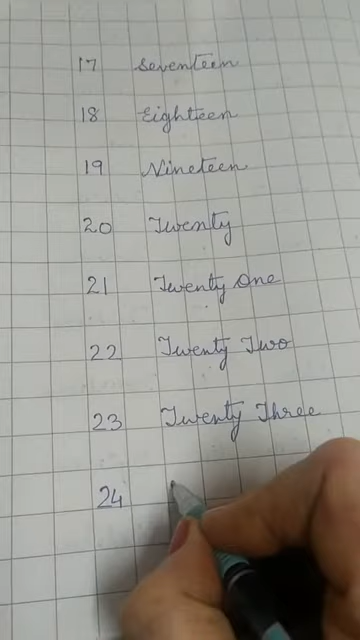 17 Seventeen
18 Eighteen
19 Nineteen
20 Twenty
21 Twenty One
22 Twenty Two
23 Twenty Three
24